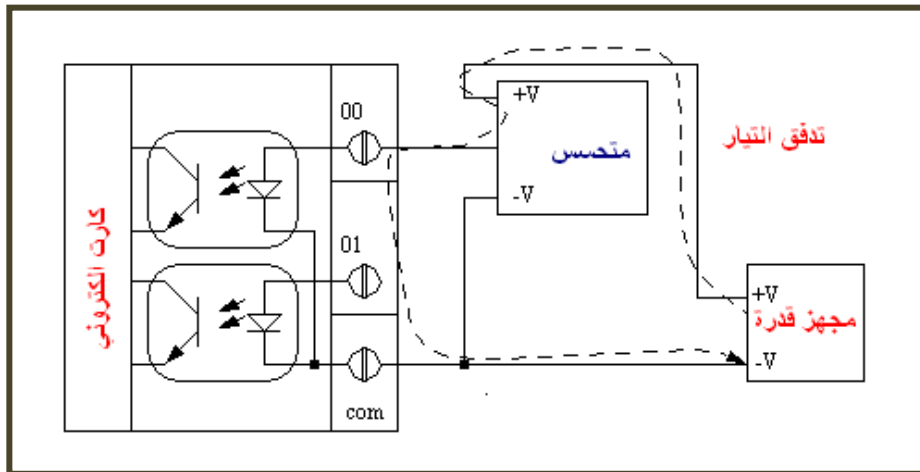 00
+V
متحسس
-V
تدفق التيار
01
كارت الكتروني
+V
مجهز قدرة
-V
com